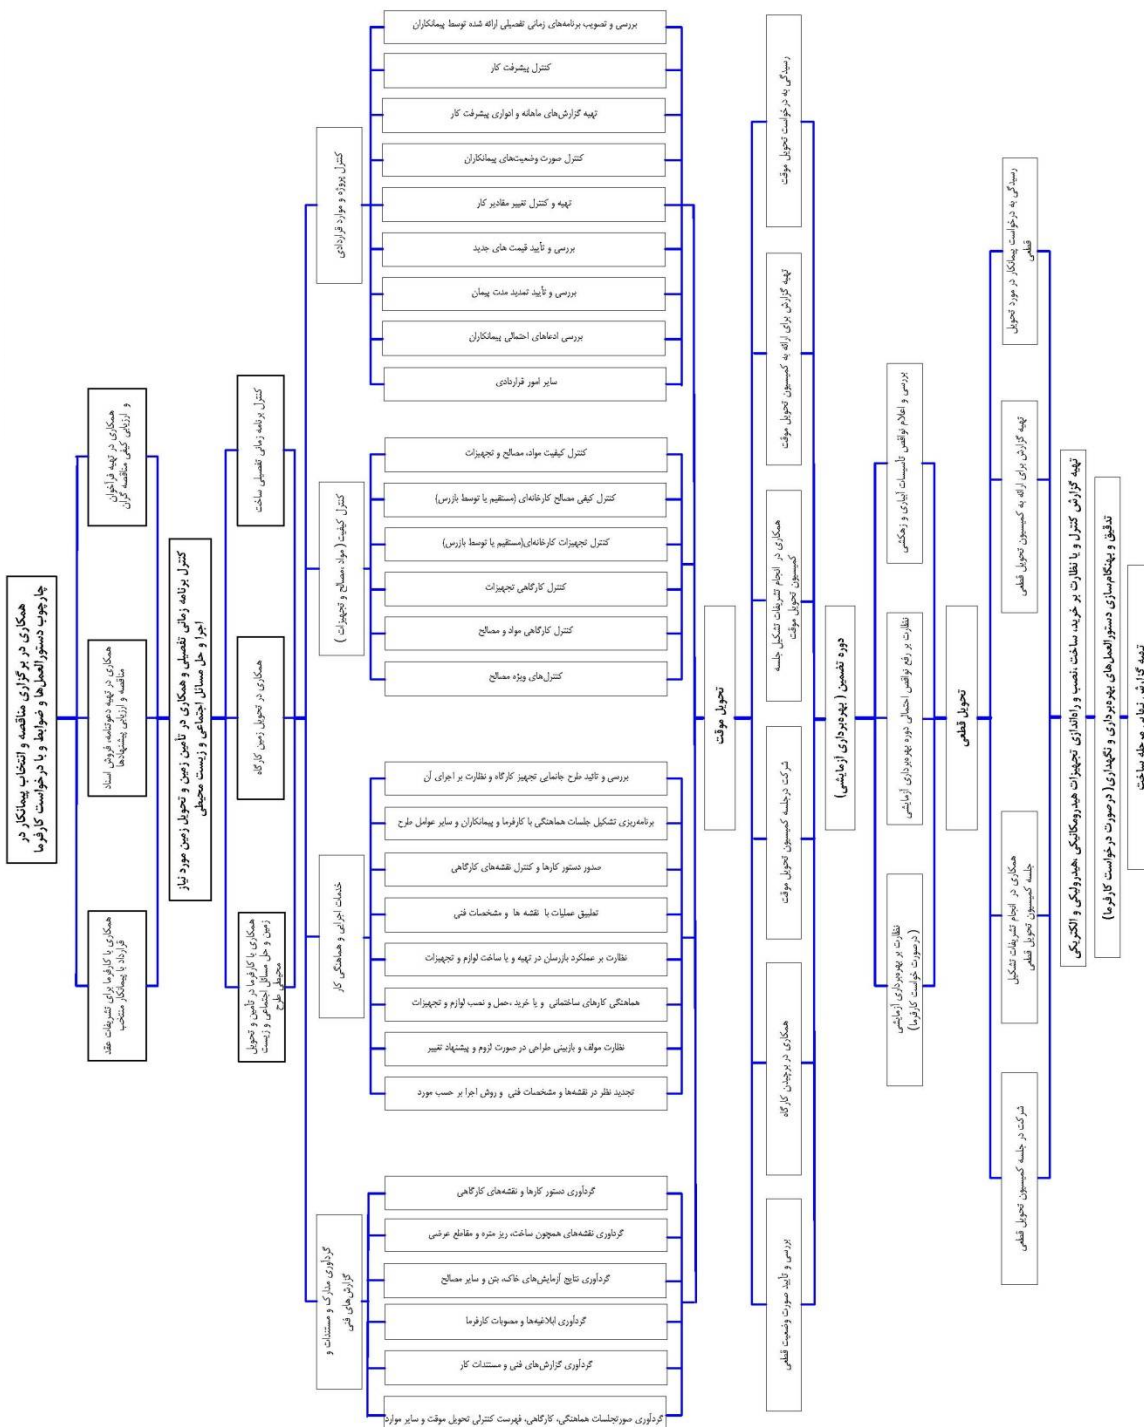 همکاری در برگزاری مناقصه و انتخاب پیمانکار در
چارچوب دستورالعمل‌ها و ضوابط و با درخواست کارفرما
همکاری در تهیه فراخوان
و ارزیابی کیفی مناقصه گران
همکاری در تهیه دعوتنامه، فروش اسناد
مناقصه و ارزیابی پیشنهادها
همکاری با کارفرما برای تشریفات عقد
قرارداد با پیمانکار منتخب
کنترل برنامه زمانی تفصیلی و همکاری در تأمین زمین و تحویل زمین مورد نیاز
اجرا و حل مسائل اجتماعی و زیست محیطی
کنترل برنامه زمانی تفصیلی ساخت
همکاری در تحویل زمین کارگاه
همکاری با کارفرما در تأمین و تحویل
زمین و حل مسائل اجتماعی و زیست
محیطی طرح
کنترل پروژه و موارد قراردادی
بررسی و تصویب برنامه‌های زمانی تفصیلی ارائه شده توسط پیمانکاران
کنترل پیشرفت کار
تهیه گزارش‌های ماهانه و ادواری پیشرفت کار
کنترل صورت وضعیت‌های پیمانکاران
تهیه و کنترل تغییر مقادیر کار
بررسی و تأیید قیمت های جدید
بررسی و تأیید تمدید مدت پیمان
بررسی ادعاهای احتمالی پیمانکاران
سایر امور قراردادی
کنترل کیفیت ( مواد ،مصالح و تجهیزات )
کنترل کیفیت مواد، مصالح و تجهیزات
کنترل کیفی مصالح کارخانه‌ای (مستقیم یا توسط بازرس)
کنترل تجهیزات کارخانه‌ای(مستقیم یا توسط بازرس)
کنترل کارگاهی تجهیزات
کنترل کارگاهی مواد و مصالح
کنترل‌های ویژه مصالح
خدمات اجرایی و هماهنگی کار
بررسی و تائید طرح جانمایی تجهیز کارگاه و نظارت بر اجرای آن
برنامه‌ریزی تشکیل جلسات هماهنگی با کارفرما و پیمانکاران و سایر عوامل طرح
صدور دستور کارها و کنترل نقشه‌های کارگاهی
تطبیق عملیات با نقشه ها و مشخصات فنی
نظارت بر عملکرد بازرسان در تهیه و یا ساخت لوازم و تجهیزات
هماهنگی کارهای ساختمانی و یا خرید، حمل و نصب لوازم و تجهیزات
نظارت مولف و بازبینی طراحی در صورت لزوم و پیشنهاد تغییر
تجدید نظر در نقشه‌ها و مشخصات فنی و روش اجرا بر حسب مورد
گردآوری مدارک و مستندات و
گزارش‌های فنی
گردآوری دستور کارها و نقشه‌های کارگاهی
گردآوری نقشه‌های همچون ساخت، ریز متره و مقاطع عرضی
گردآوری نتایج آزمایش‌های خاک، بتن و سایر مصالح
گردآوری ابلاغیه‌ها و مصوبات کارفرما
گردآوری گزارش‌های فنی و مستندات کار
گردآوری صورتجلسات هماهنگی، کارگاهی، فهرست کنترلی تحویل موقت و سایر موارد
تحویل موقت
رسیدگی به درخواست تحویل موقت
تهیه گزارش برای ارائه به کمیسیون تحویل موقت
همکاری در انجام تشریفات تشکیل جلسه
کمیسیون تحویل موقت
شرکت درجلسه کمیسیون تحویل موقت
همکاری در برچیدن کارگاه
بررسی و تأیید صورت وضعیت قطعی
دوره تضمین ( بهره‌برداری آزمایشی)
بررسی و اعلام نواقص تأسیسات آبیاری و زهکشی
نظارت بر رفع نواقص احتمالی دوره بهره‌برداری آزمایشی
نظارت بر بهره‌برداری آزمایشی
(درصورت خواست کارفرما)
تحویل قطعی
رسیدگی به درخواست پیمانکار در مورد تحویل
قطعی
تهیه گزارش برای ارائه به کمیسیون تحویل قطعی
همکاری در انجام تشریفات تشکیل
جلسه کمیسیون تحویل قطعی
شرکت در جلسه کمیسیون تحویل قطعی
تهیه گزارش کنترل و یا نظارت بر خرید، ساخت ،نصب و راه‌اندازی تجهیزات هیدرومکانیکی ،هیدرولیکی و الکتریکی
تدقیق و بهنگام‌سازی دستورالعمل‌های بهره‌برداری و نگهداری( درصورت درخواست کارفرما)
تهیه گزارش نهایی مرحله ساخت